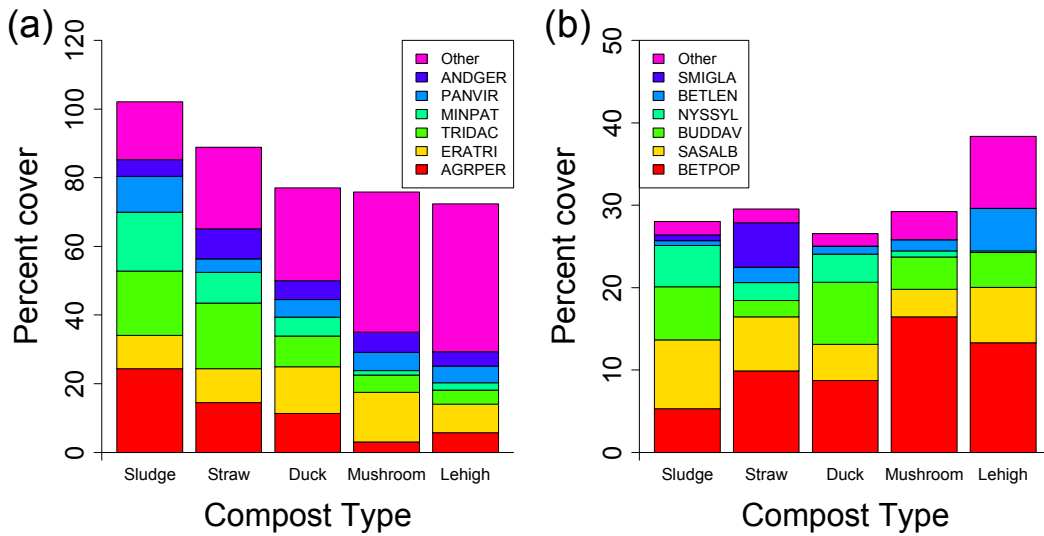 (a)
Percent cover
120
100
80
60
40
20
0
Other
ANDGER
PANVIR
MINPAT
TRIDAC
ERATRI
AGRPER
Sludge Straw Duck Mushroom Lehigh
Compost Type
(b)
Percent cover
50
40
30
20
10
0
Other
SMIGLA
BETLEN
NYSSYL
BUDDAV
SASALB
BETPOP
Sludge Straw Duck Mushroom Lehigh
Compost Type